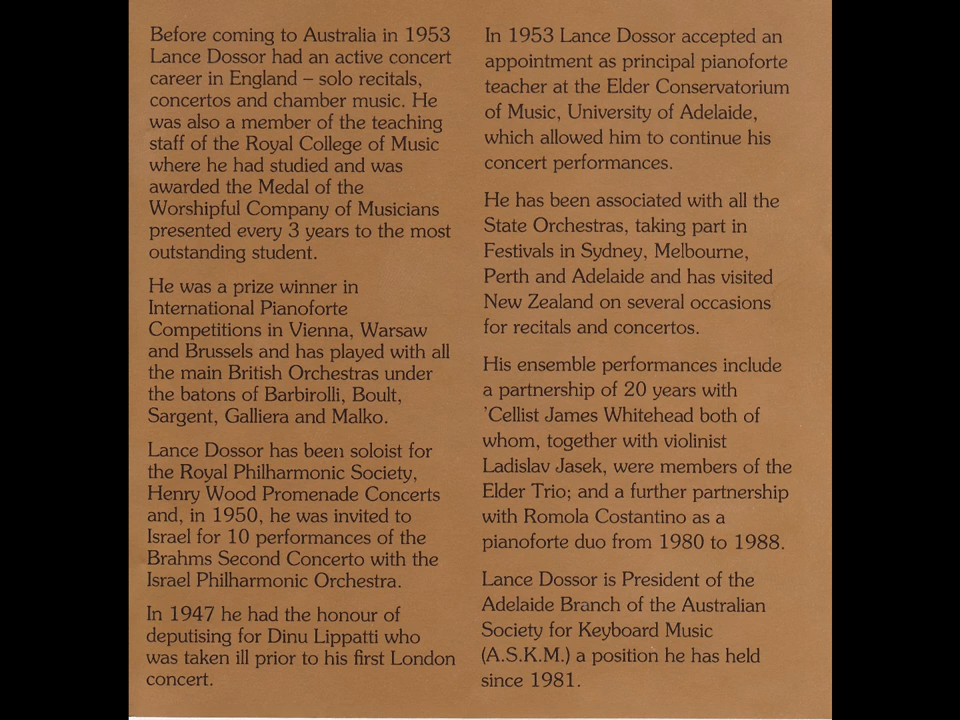 Before coming to Australia in 1953
Lance Dossor had an active concert
career in England – solo recitals,
concertos and chamber music. He
was also a member of the teaching
staff of the Royal College of Music
where he had studied and was
awarded the Medal of the
Worshipful Company of Musicians
presented every 3 years to the most
outstanding student.
He was a prize winner in
International Pianoforte
Competitions in Vienna, Warsaw
and Brussels and has played with all
the main British Orchestras under
the batons of Barbirolli, Boult,
Sargent, Galliera and Malko.
Lance Dossor has been soloist for
the Royal Philharmonic Society,
Henry Wood Promenade Concerts
and, in 1950, he was invited to
Israel for 10 performances of the
Brahms Second Concerto with the
Israel Philharmonic Orchestra.
In 1947 he had the honour of
deputising for Dinu Lippatti who
was taken ill prior to his first London
concert.
In 1953 Lance Dossor accepted an
appointment as principal pianoforte
teacher at the Elder Conservatorium
of Music, University of Adelaide,
which allowed him to continue his
concert performances.
He has been associated with all the
State Orchestras, taking part in
Festivals in Sydney, Melbourne,
Perth and Adelaide and has visited
New Zealand on several occasions
for recitals and concertos.
His ensemble performances include
a partnership of 20 years with
'Cellist James Whitehead both of
whom, together with violinist
Ladislav Jasek, were members of the
Elder Trio; and a further partnership
with Romola Costantino as a
pianoforte duo from 1980 to 1988.
Lance Dossor is President of the
Adelaide Branch of the Australian
Society for Keyboard Music
(A.S.K.M.) a position he has held
since 1981.